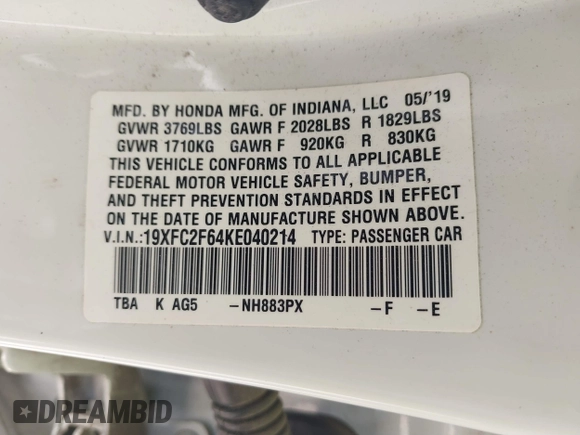 MFD. BY HONDA MFG. OF INDIANA, LLC 05/'19
GVWR 3769LBS GAWR F 2028LBS R 1829LBS
GVWR 1710KG GAWR F 920KG R 830KG
THIS VEHICLE CONFORMS TO ALL APPLICABLE
FEDERAL MOTOR VEHICLE SAFETY, BUMPER,
AND THEFT PREVENTION STANDARDS IN EFFECT
ON THE DATE OF MANUFACTURE SHOWN ABOVE.
V.I.N.:19XFC2F64KE040214 TYPE: PASSENGER CAR
TBA K AG5 –NH883PX –F –E
DREAMBID